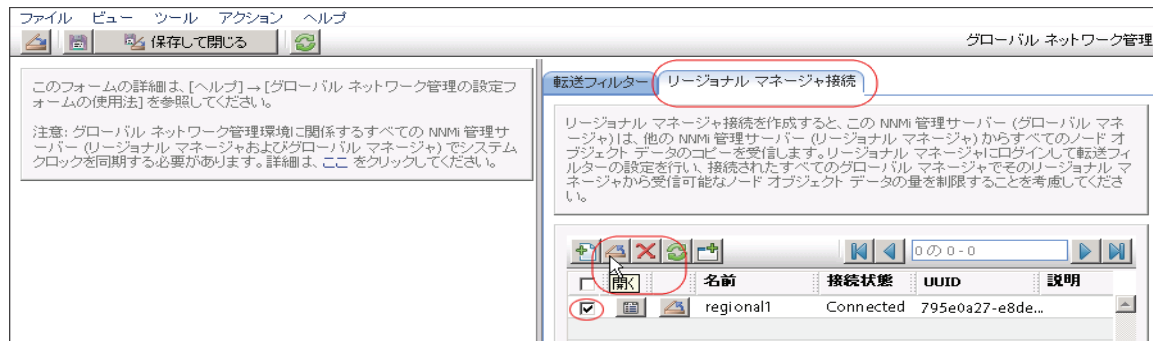 ファイル ビュー ツール アクション ヘルプ
保存して閉じる
グローバル ネットワーク管理
このフォームの詳細は、[ヘルプ]→[グローバル ネットワーク管理の設定フ
ォームの使用法] を参照してください。
注意: グローバル ネットワーク管理環境に関係するすべての NNMi 管理サ
ーバー (リージョナル マネージャおよびグローバル マネージャ) でシステム
クロックを同期する必要があります。詳細は、ここ をクリックしてください。
転送フィルター
リージョナル マネージャ接続
リージョナル マネージャ接続を作成すると、この NNMi 管理サーバー (グローバル マネ
ージャ)は、他の NNMi 管理サーバー (リージョナル マネージャ) からすべてのノード オ
ブジェクト データのコピーを受信します。リージョナル マネージャにログインして転送フィ
ルターの設定を行い、接続されたすべてのグローバル マネージャでそのリージョナル マ
ネージャから受信可能なノード オブジェクト データの量を制限することを考慮してくださ
い。
0 の 0 - 0
開く
名前 接続状態 UUID 説明
regional1 Connected 795e0a27-e8de...